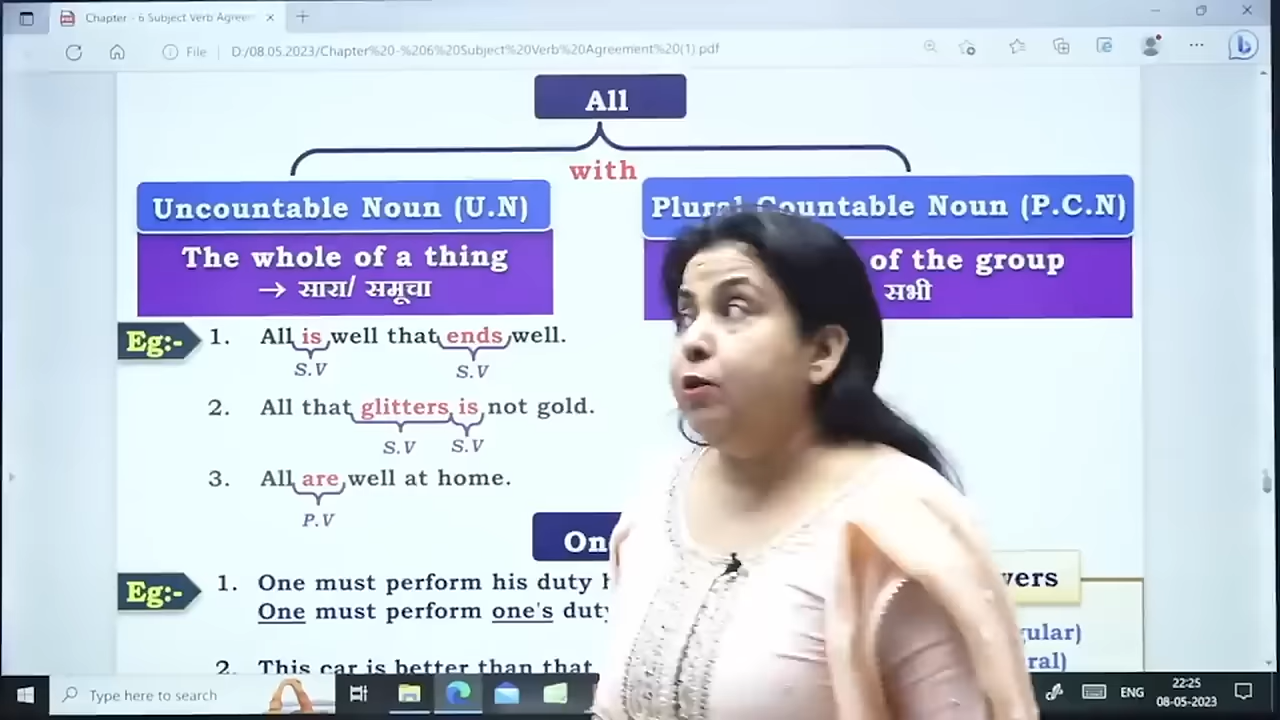 Chapter - 6 Subject Verb Agreem
File D:/08.05.2023/Chapter%20-%206%20Subject%20Verb%20Agreement%20(1).pdf
All
with
Uncountable Noun (U.N) Plural Countable Noun (P.C.N)
The whole of a thing of the group
→ सारा/ समूचा सभी
Eg:- 1. All is well that ends well.
S.V S.V
2. All that glitters is not gold.
S.V S.V
3. All are well at home.
P.V
Eg:- 1. One must perform his duty
One must perform one's duty
2. This car is better than that
Type here to search ENG 22:25
08-05-2023